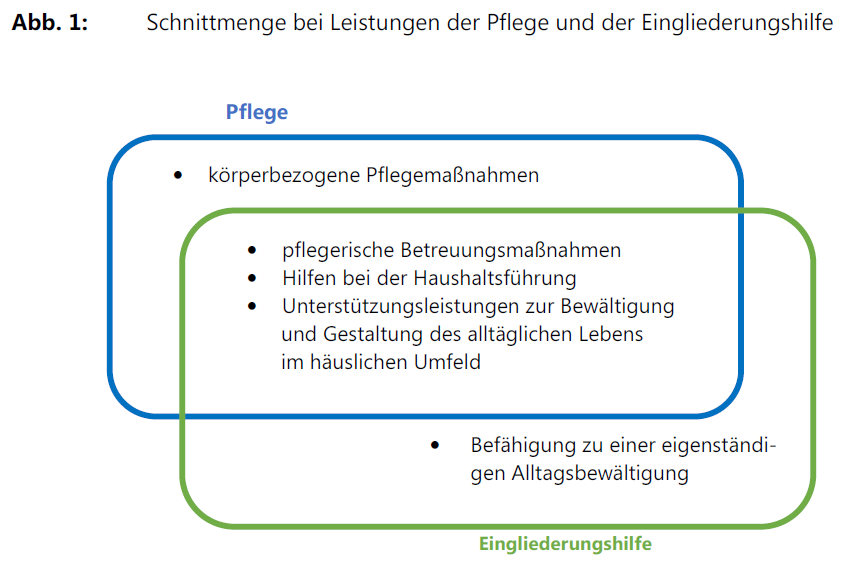 Abb. 1: Schnittmenge bei Leistungen der Pflege und der Eingliederungshilfe
Pflege
• körperbezogene Pflegemaßnahmen
• pflegerische Betreuungsmaßnahmen
• Hilfen bei der Haushaltsführung
• Unterstützungsleistungen zur Bewältigung
und Gestaltung des alltäglichen Lebens
im häuslichen Umfeld
• Befähigung zu einer eigenständi-
gen Alltagsbewältigung
Eingliederungshilfe